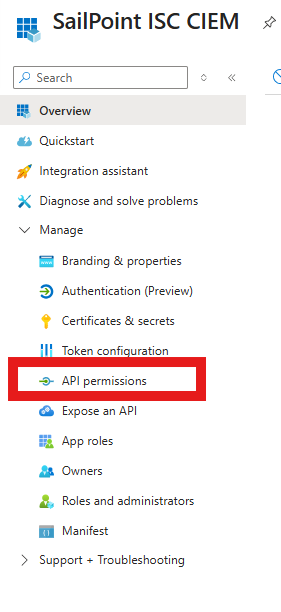 SailPoint ISC CIEM
Search
Overview
Quickstart
Integration assistant
Diagnose and solve problems
Manage
Branding & properties
Authentication (Preview)
Certificates & secrets
Token configuration
API permissions
Expose an API
App roles
Owners
Roles and administrators
Manifest
Support + Troubleshooting